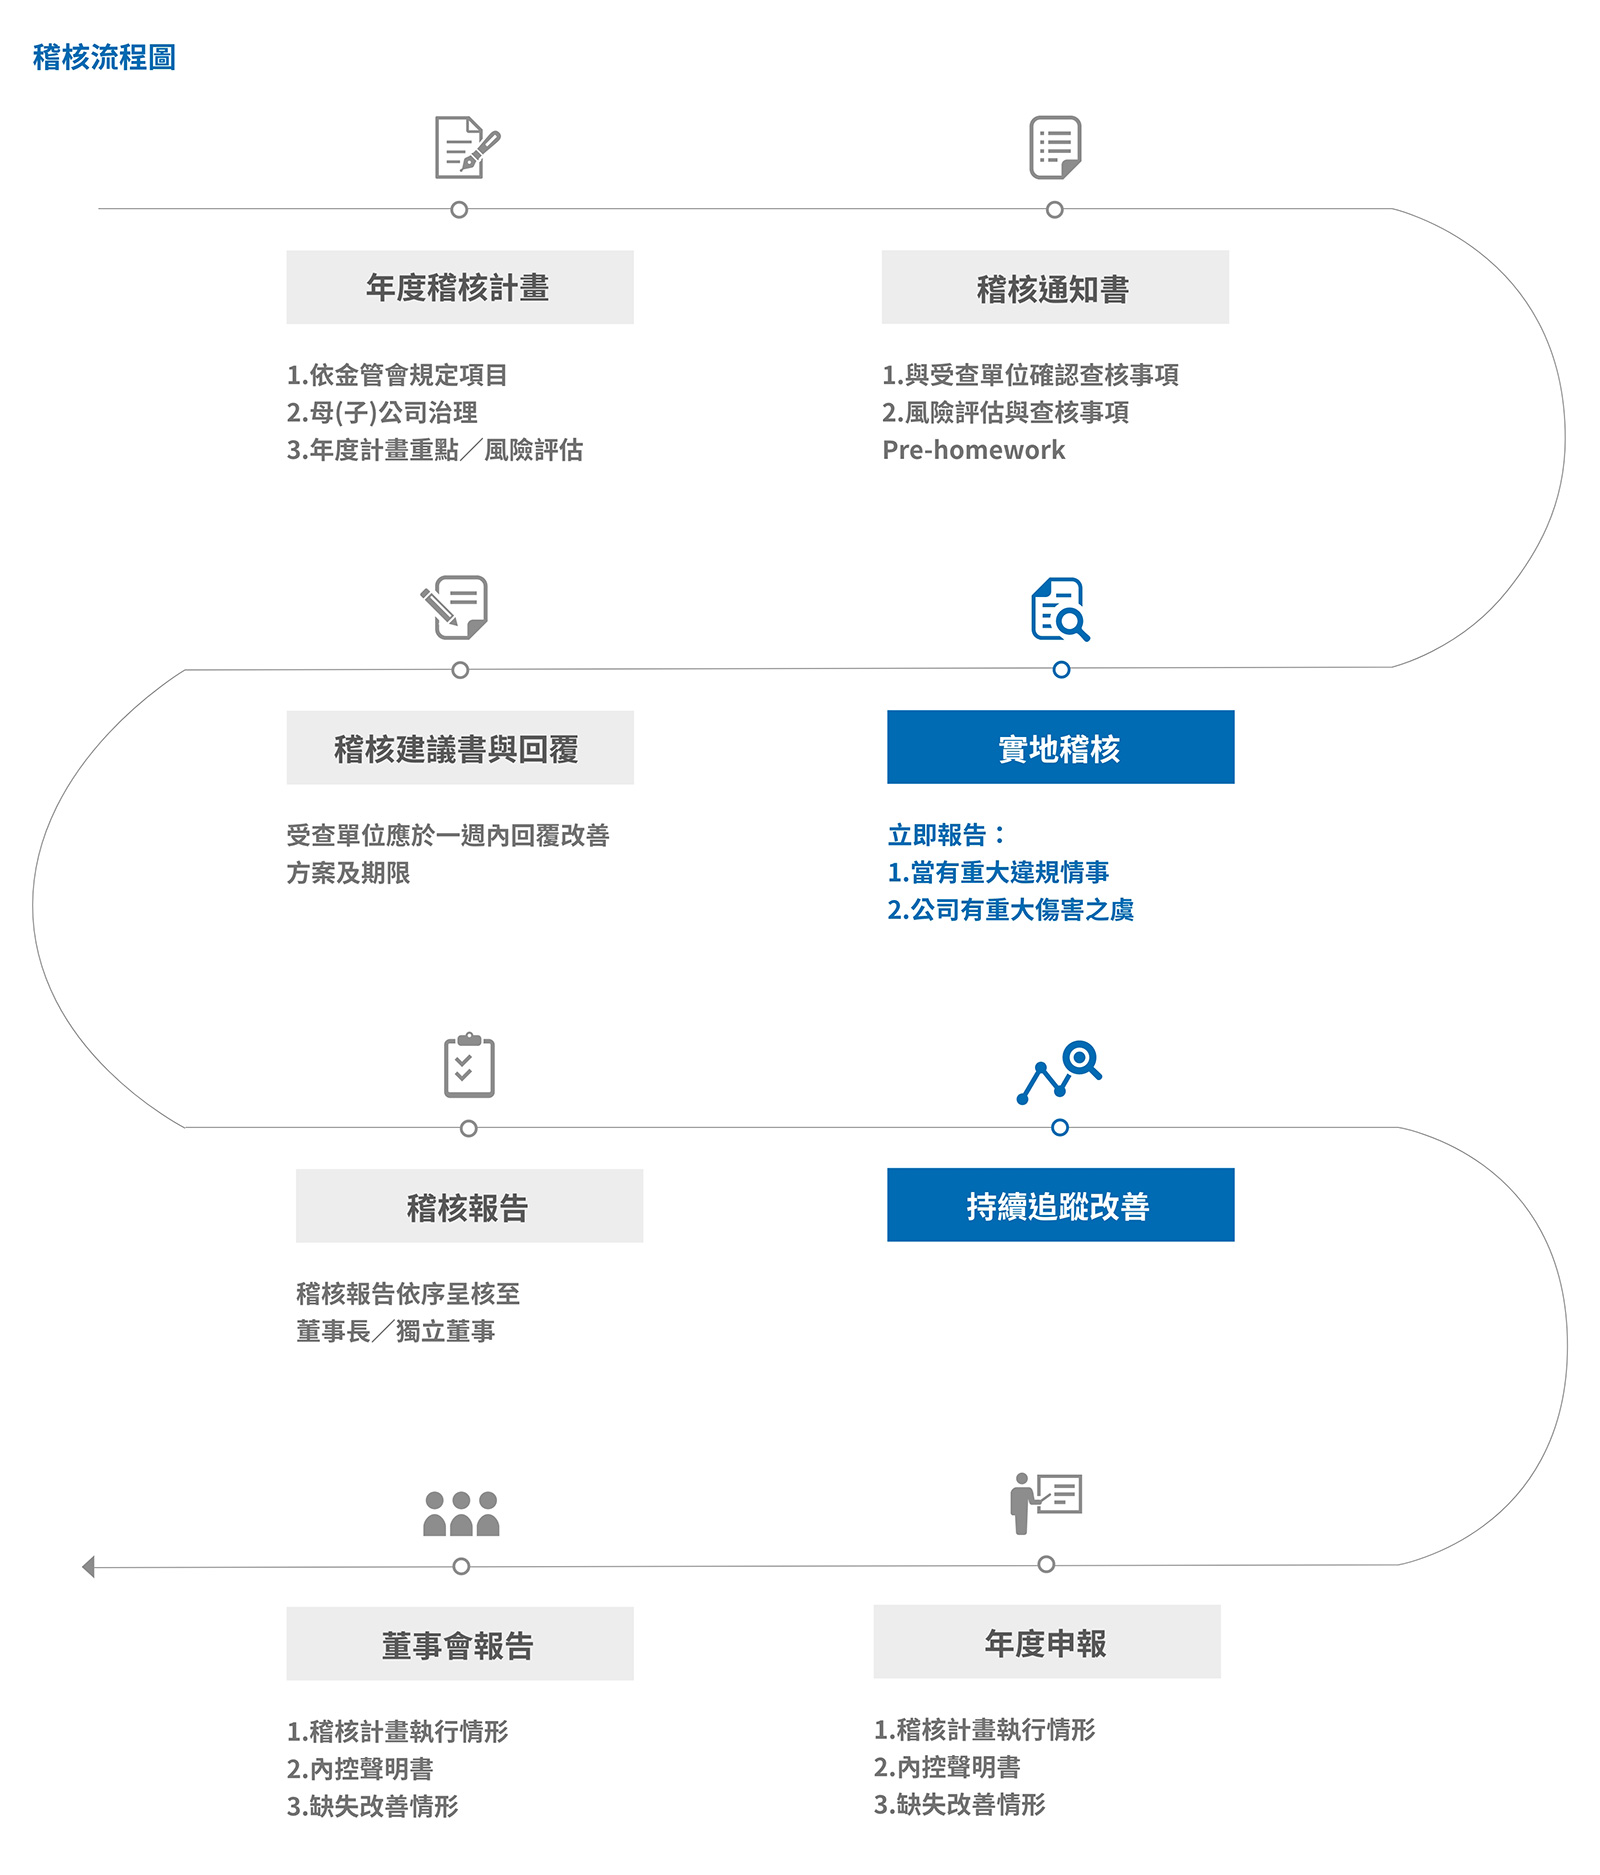 稽核流程圖
年度稽核計畫
1.依金管會規定項目
2.母(子)公司治理
3.年度計畫重點／風險評估
稽核通知書
1.與受查單位確認查核事項
2.風險評估與查核事項
Pre-homework
實地稽核
立即報告：
1.當有重大違規情事
2.公司有重大傷害之虞
稽核建議書與回覆
受查單位應於一週內回覆改善
方案及期限
稽核報告
稽核報告依序呈核至
董事長／獨立董事
持續追蹤改善
年度申報
1.稽核計畫執行情形
2.內控聲明書
3.缺失改善情形
董事會報告
1.稽核計畫執行情形
2.內控聲明書
3.缺失改善情形